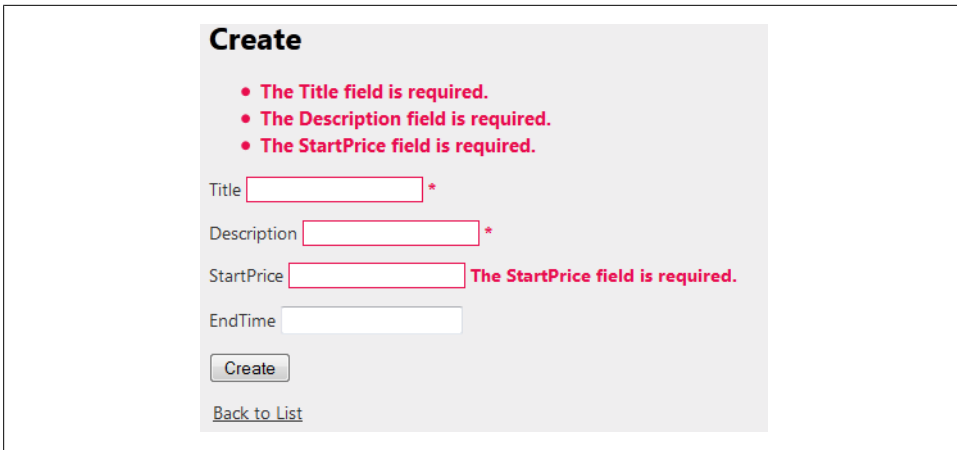 Create
• The Title field is required.
• The Description field is required.
• The StartPrice field is required.
Title *
Description *
StartPrice The StartPrice field is required.
EndTime
Create
Back to List